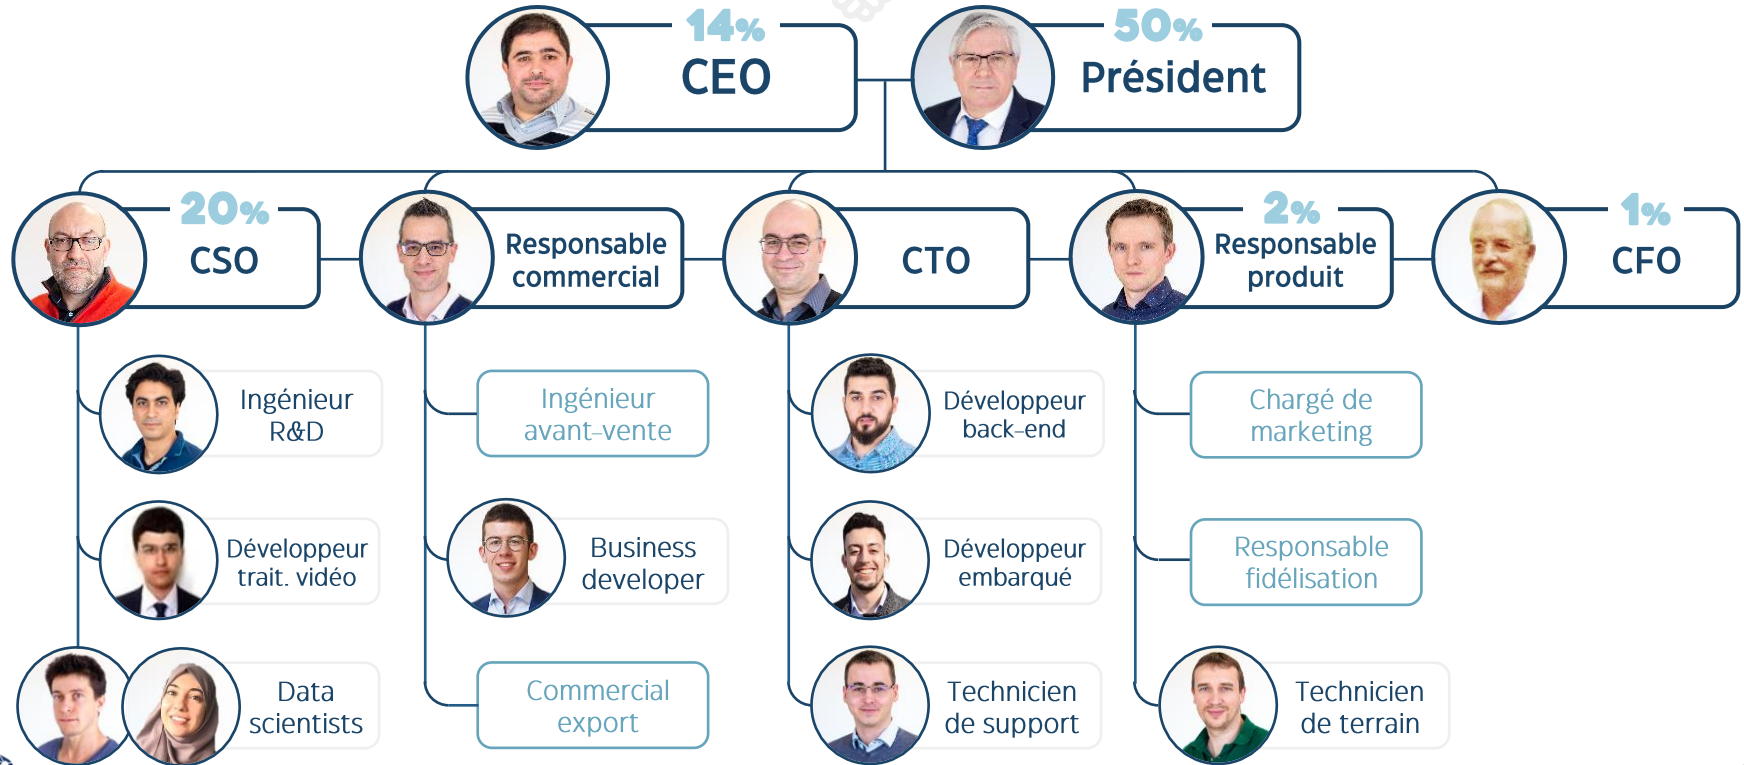 14%
CEO
50%
Président
20%
CSO
Responsable
commercial
CTO
2%
Responsable
produit
1%
CFO
Ingénieur
R&D
Ingénieur
avant-vente
Développeur
back-end
Chargé de
marketing
Développeur
trait. vidéo
Business
developer
Développeur
embarqué
Responsable
fidélisation
Data
scientists
Commercial
export
Technicien
de support
Technicien
de terrain